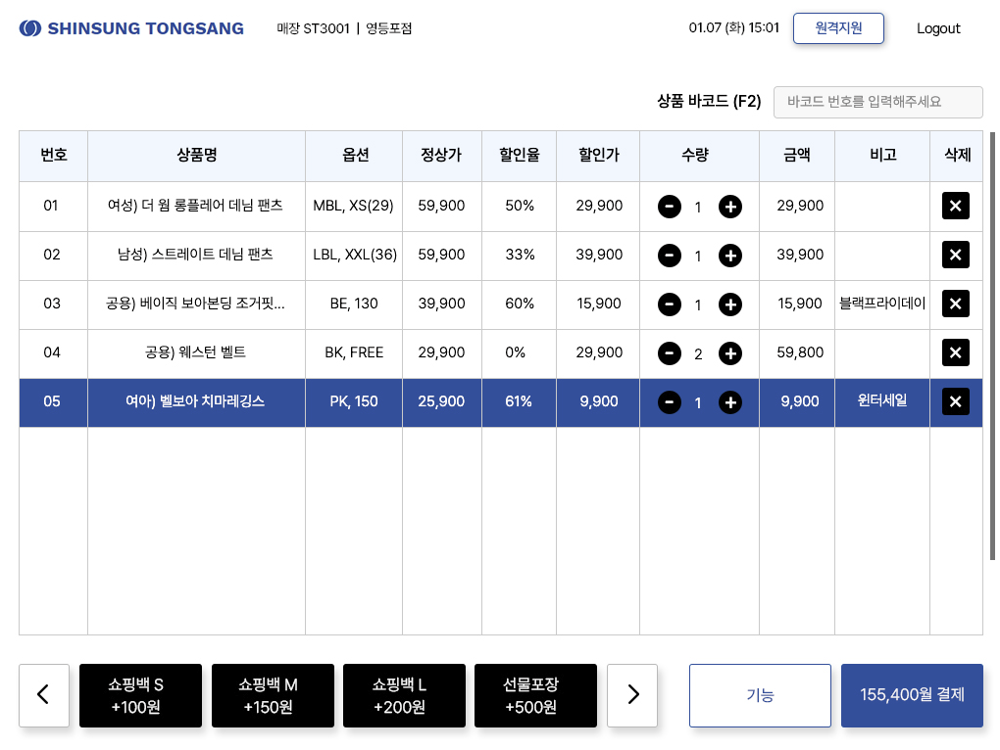 SHINSUNG TONGSANG 매장 ST3001 | 영등포점 01.07 (화) 15:01 원격지원 Logout
상품 바코드 (F2) 바코드 번호를 입력해주세요
번호 상품명 옵션 정상가 할인율 할인가 수량 금액 비고 삭제
01 여성) 더 웜 롱플레어 데님 팬츠 MBL, XS(29) 59,900 50% 29,900 1 29,900
02 남성) 스트레이트 데님 팬츠 LBL, XXL(36) 59,900 33% 39,900 1 39,900
03 공용) 베이직 보아본딩 조거핏... BE, 130 39,900 60% 15,900 1 15,900 블랙프라이데이
04 공용) 웨스턴 벨트 BK, FREE 29,900 0% 29,900 2 59,800
05 여아) 벨보아 치마레깅스 PK, 150 25,900 61% 9,900 1 9,900 윈터세일
쇼핑백 S 쇼핑백 M 쇼핑백 L 선물포장
+100원 +150원 +200원 +500원
기능 155,400월 결제